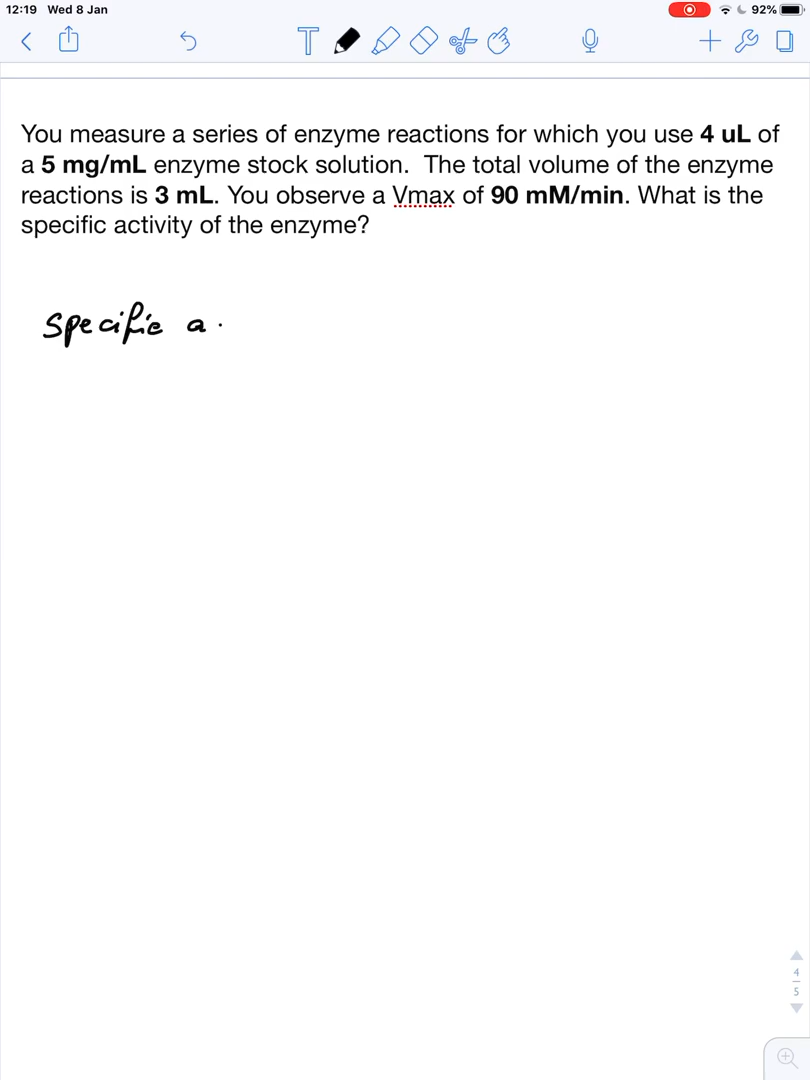 12:19 Wed 8 Jan 92%
T
You measure a series of enzyme reactions for which you use 4 uL of
a 5 mg/mL enzyme stock solution. The total volume of the enzyme
reactions is 3 mL. You observe a Vmax of 90 mM/min. What is the
specific activity of the enzyme?
specific a
4
5